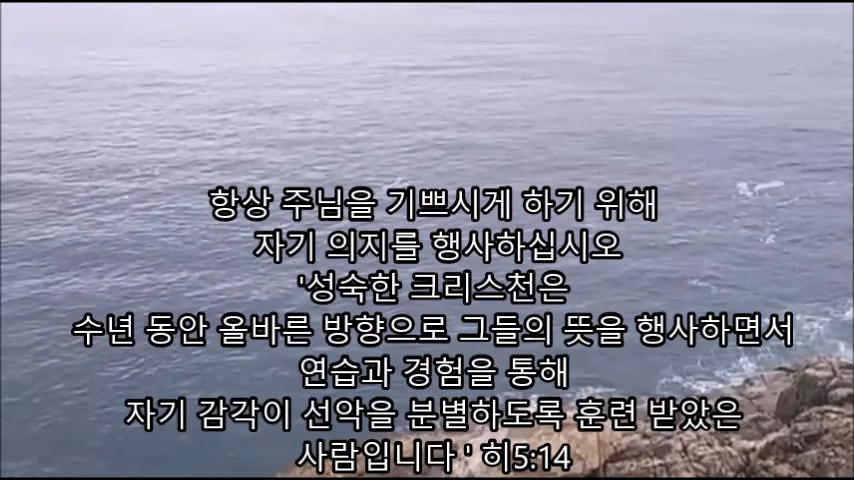 항상 주님을 기쁘시게 하기 위해
자기 의지를 행사하십시오
'성숙한 크리스천은
수년 동안 올바른 방향으로 그들의 뜻을 행사하면서
연습과 경험을 통해
자기 감각이 선악을 분별하도록 훈련 받았은
사람입니다 ' 히5:14